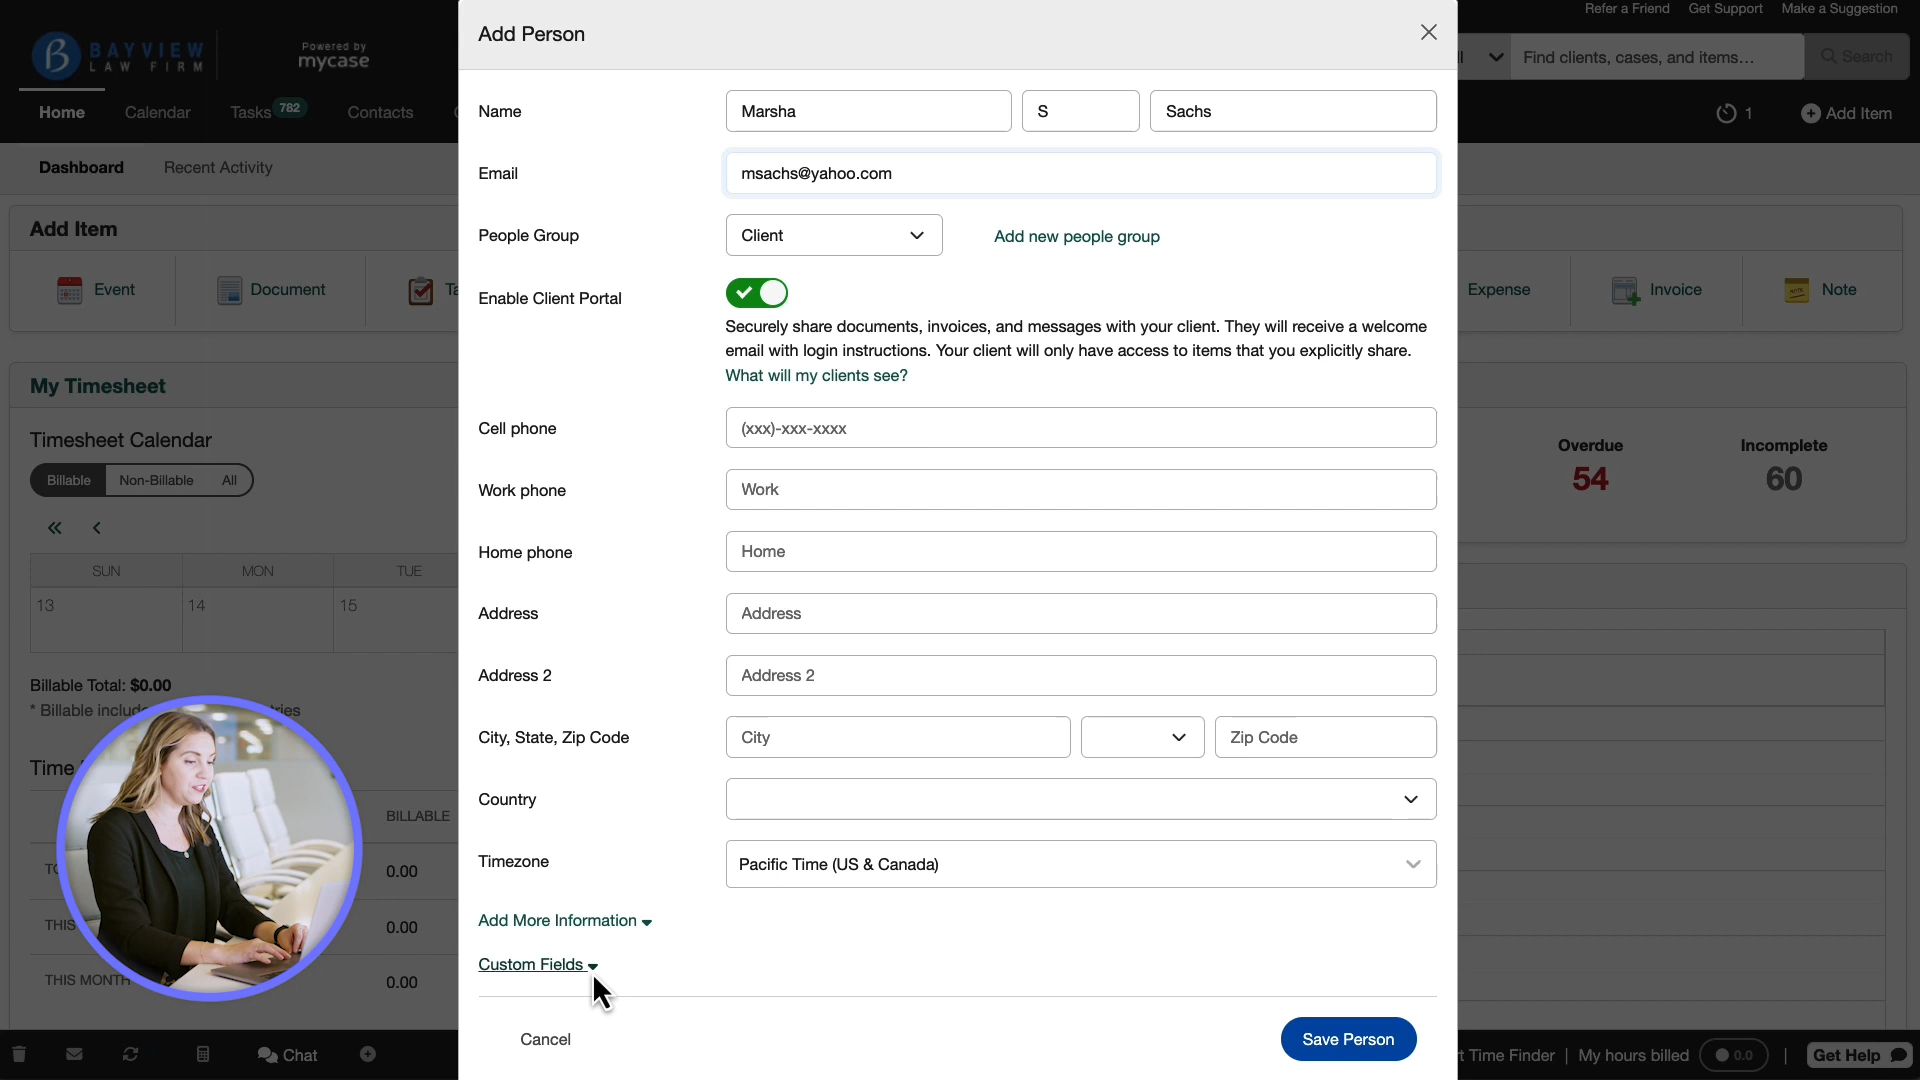 Refer a Friend Get Support Make a Suggestion
BAYVIEW
LAW FIRM
Powered by
mycase
Find clients, cases, and items...
Search
Home Calendar Tasks 782 Contacts
1 Add Item
Dashboard Recent Activity
Add Item
Event Document
Expense Invoice Note
My Timesheet
Timesheet Calendar
Billable Non-Billable All
SUN MON TUE
13 14 15
Billable Total: $0.00
* Billable
Time
BILLABLE
0.00
THIS 0.00
THIS MONTH 0.00
Overdue Incomplete
54 60
Add Person
Name Marsha S Sachs
Email msachs@yahoo.com
People Group Client Add new people group
Enable Client Portal
Securely share documents, invoices, and messages with your client. They will receive a welcome
email with login instructions. Your client will only have access to items that you explicitly share.
What will my clients see?
Cell phone (xxx)-xxx-xxxx
Work phone Work
Home phone Home
Address Address
Address 2 Address 2
City, State, Zip Code City Zip Code
Country
Timezone Pacific Time (US & Canada)
Add More Information
Custom Fields
Cancel Save Person
Chat
Time Finder | My hours billed 0.0 | Get Help